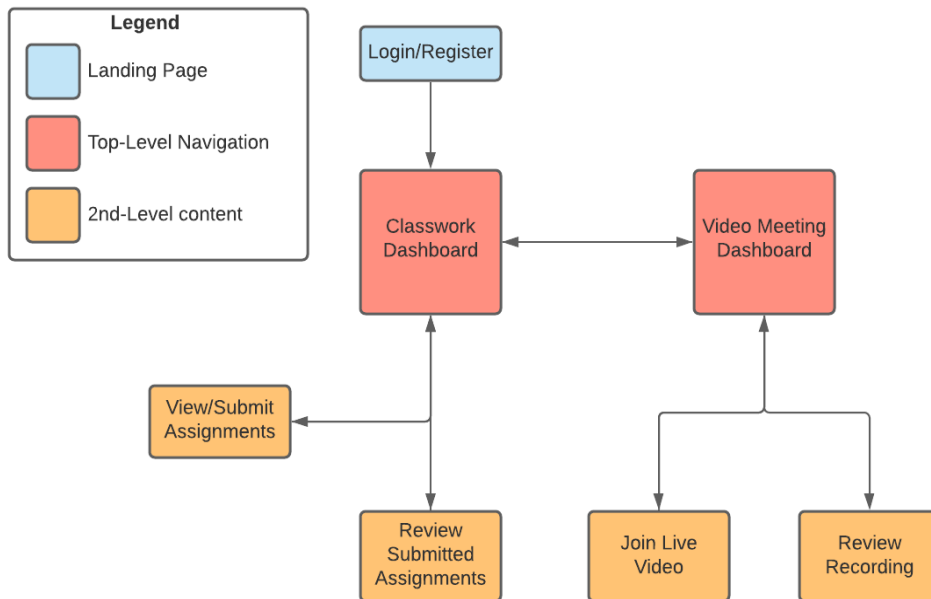 Legend
Landing Page
Top-Level Navigation
2nd-Level content
Login/Register
Classwork
Dashboard
Video Meeting
Dashboard
View/Submit
Assignments
Review
Submitted
Assignments
Join Live
Video
Review
Recording